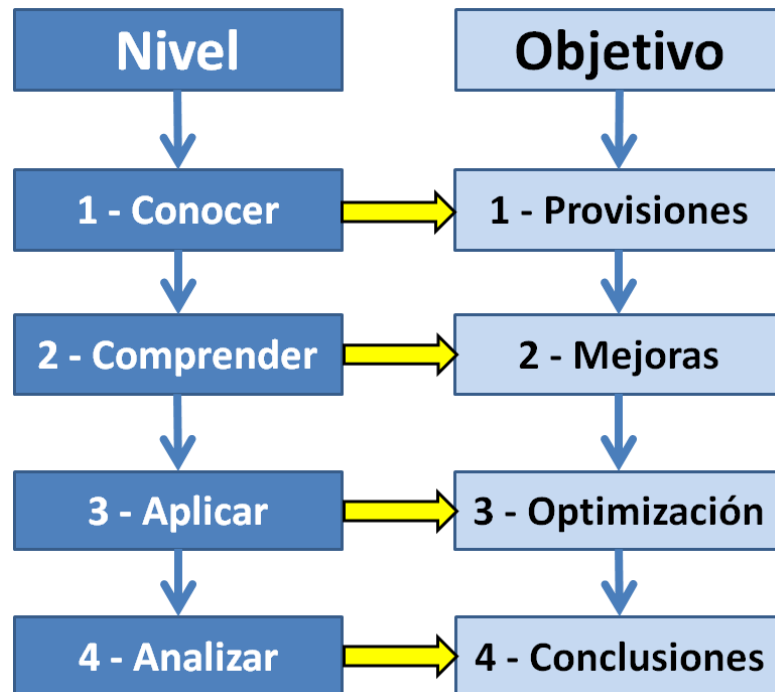 Nivel
Objetivo
1 - Conocer
1 - Provisiones
2 - Comprender
2 - Mejoras
3 - Aplicar
3 - Optimización
4 - Analizar
4 - Conclusiones